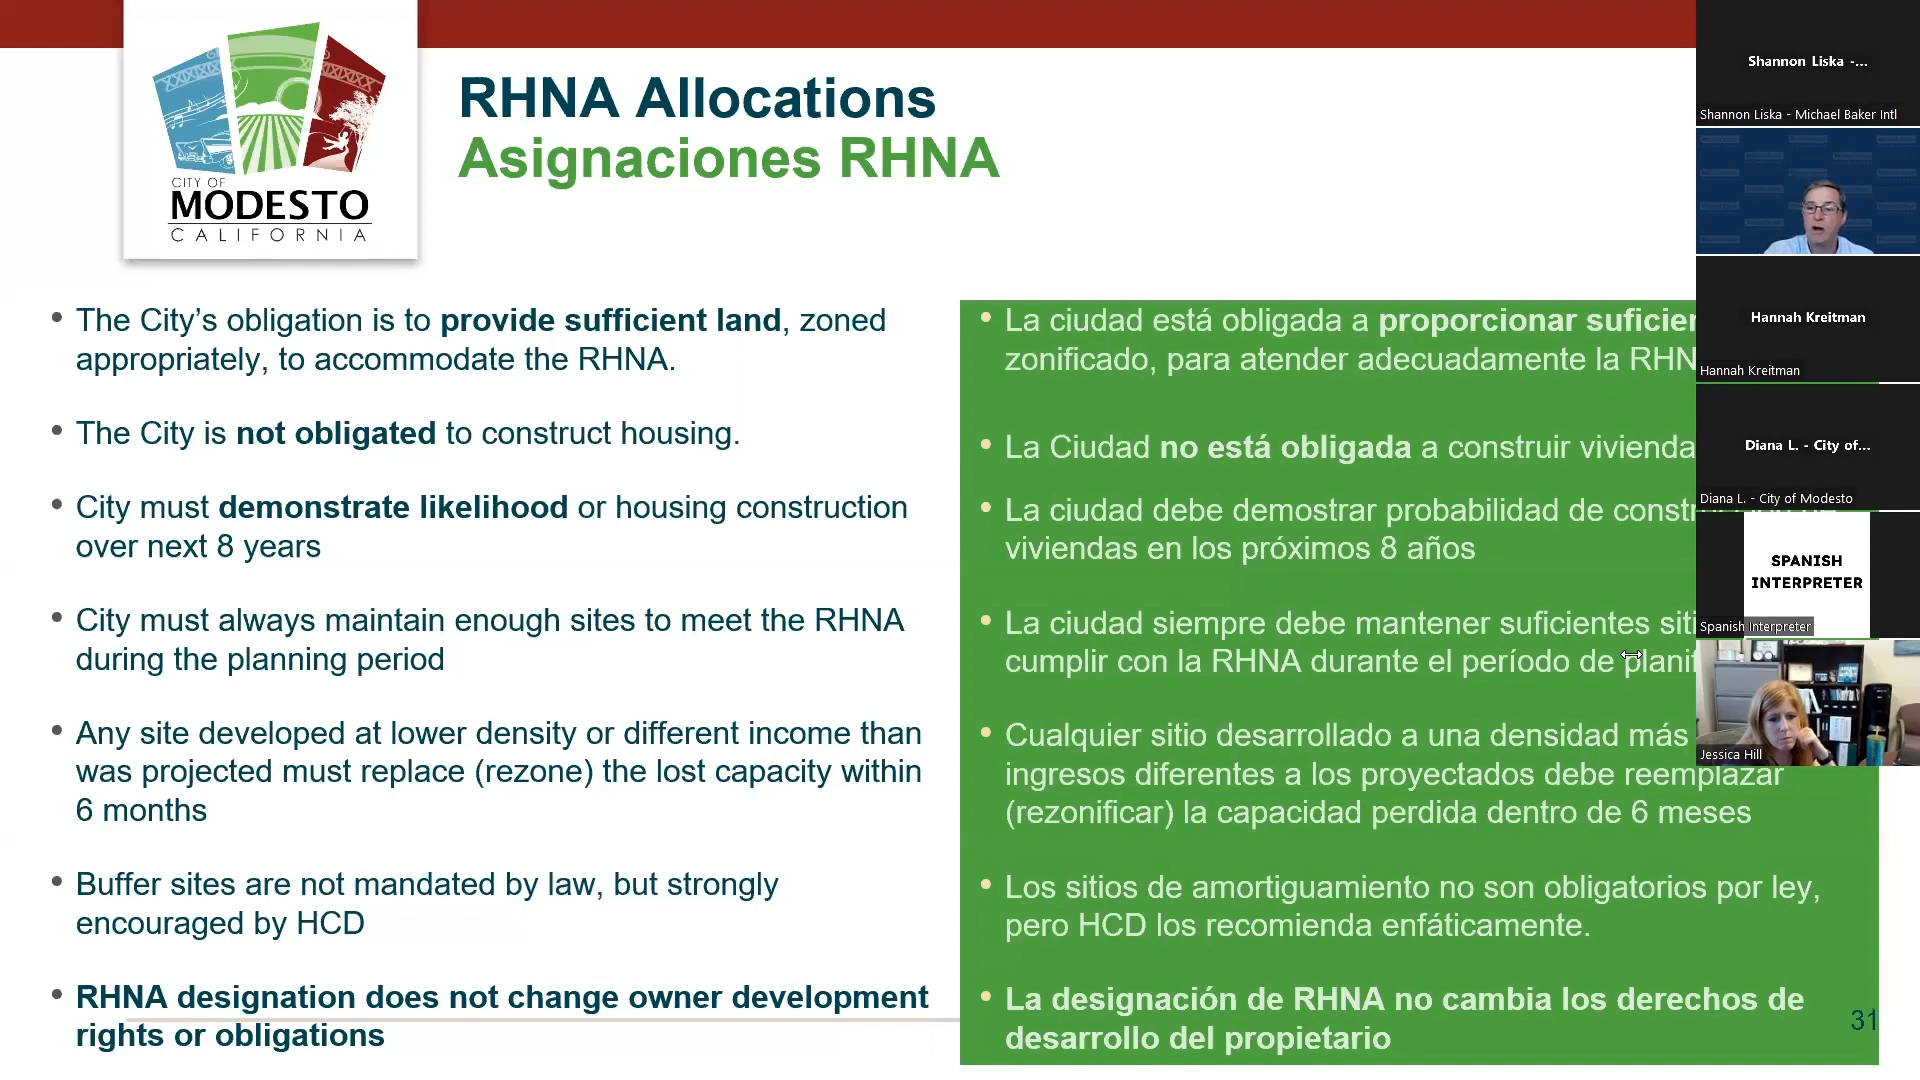 CITY OF
MODESTO
CALIFORNIA
RHNA Allocations
Asignaciones RHNA
• The City’s obligation is to provide sufficient land, zoned
appropriately, to accommodate the RHNA.
• The City is not obligated to construct housing.
• City must demonstrate likelihood or housing construction
over next 8 years
• City must always maintain enough sites to meet the RHNA
during the planning period
• Any site developed at lower density or different income than
was projected must replace (rezone) the lost capacity within
6 months
• Buffer sites are not mandated by law, but strongly
encouraged by HCD
• RHNA designation does not change owner development
rights or obligations
• La ciudad está obligada a proporcionar
zonificado, para atender adecuadamente la
• La Ciudad no está obligada a construir
• La ciudad debe demostrar probabilidad de
viviendas en los próximos 8 años
• La ciudad siempre debe mantener suficientes
cumplir con la RHNA durante el período de
• Cualquier sitio desarrollado a una densidad más
ingresos diferentes a los proyectados debe reemplazar
(rezonificar) la capacidad perdida dentro de 6 meses
• Los sitios de amortiguamiento no son obligatorios por ley,
pero HCD los recomienda enfáticamente.
• La designación de RHNA no cambia los derechos de
desarrollo del propietario
31
Shannon Liska -...
Shannon Liska - Michael Baker Intl
Hannah Kreitman
Hannah Kreitman
Diana L. - City of...
Diana L. - City of Modesto
SPANISH
INTERPRETER
Spanish Interpreter
Jessica Hill